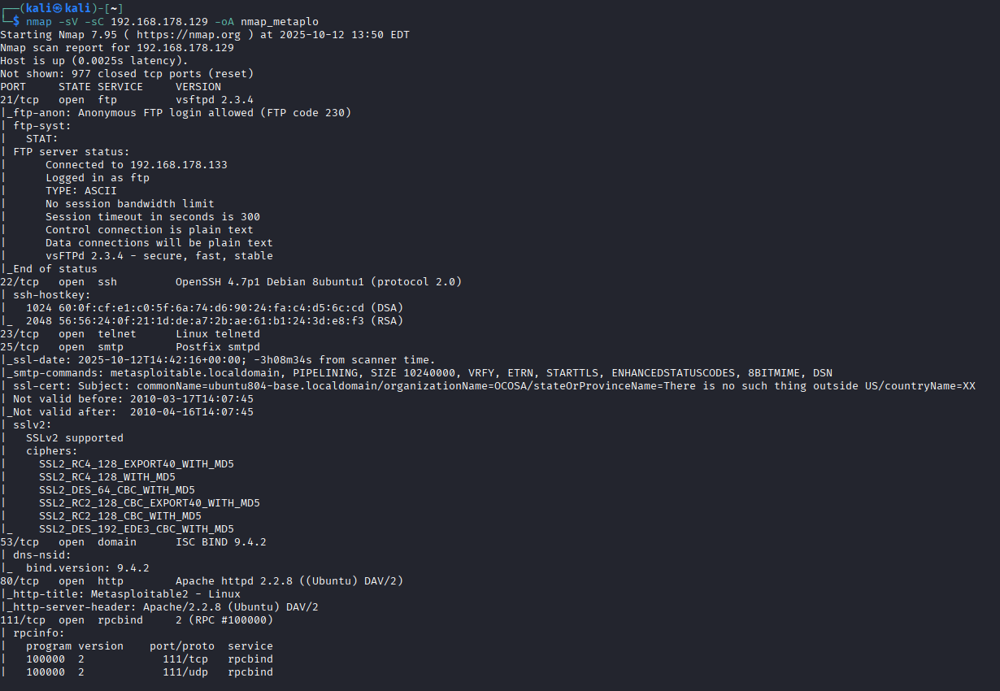 ┌──(kali㉿kali)-[~]
└─$ nmap -sV -sC 192.168.178.129 -oA nmap_metaplo
Starting Nmap 7.95 ( https://nmap.org ) at 2025-10-12 13:50 EDT
Nmap scan report for 192.168.178.129
Host is up (0.0025s latency).
Not shown: 977 closed tcp ports (reset)
PORT     STATE SERVICE     VERSION
21/tcp   open  ftp         vsftpd 2.3.4
|_ftp-anon: Anonymous FTP login allowed (FTP code 230)
| ftp-syst:
|   STAT:
| FTP server status:
|      Connected to 192.168.178.133
|      Logged in as ftp
|      TYPE: ASCII
|      No session bandwidth limit
|      Session timeout in seconds is 300
|      Control connection is plain text
|      Data connections will be plain text
|      vsFTPd 2.3.4 - secure, fast, stable
|_End of status
22/tcp   open  ssh         OpenSSH 4.7p1 Debian 8ubuntu1 (protocol 2.0)
| ssh-hostkey:
|   1024 60:0f:cf:e1:c0:5f:6a:74:d6:90:24:fa:c4:d5:6c:cd (DSA)
|_  2048 56:56:24:0f:21:1d:de:a7:2b:ae:61:b1:24:3d:e8:f3 (RSA)
23/tcp   open  telnet      Linux telnetd
25/tcp   open  smtp        Postfix smtpd
|_ssl-date: 2025-10-12T14:42:16+00:00; -3h08m34s from scanner time.
|_smtp-commands: metasploitable.localdomain, PIPELINING, SIZE 10240000, VRFY, ETRN, STARTTLS, ENHANCEDSTATUSCODES, 8BITMIME, DSN
| ssl-cert: Subject: commonName=ubuntu804-base.localdomain/organizationName=OCOSA/stateOrProvinceName=There is no such thing outside US/countryName=XX
| Not valid before: 2010-03-17T14:07:45
|_Not valid after:  2010-04-16T14:07:45
| sslv2:
|   SSLv2 supported
|   ciphers:
|     SSL2_RC4_128_EXPORT40_WITH_MD5
|     SSL2_RC4_128_WITH_MD5
|     SSL2_DES_64_CBC_WITH_MD5
|     SSL2_RC2_128_CBC_EXPORT40_WITH_MD5
|     SSL2_RC2_128_CBC_WITH_MD5
|_    SSL2_DES_192_EDE3_CBC_WITH_MD5
53/tcp   open  domain      ISC BIND 9.4.2
| dns-nsid:
|_  bind.version: 9.4.2
80/tcp   open  http        Apache httpd 2.2.8 ((Ubuntu) DAV/2)
|_http-title: Metasploitable2 - Linux
|_http-server-header: Apache/2.2.8 (Ubuntu) DAV/2
111/tcp  open  rpcbind     2 (RPC #100000)
| rpcinfo:
|   program version    port/proto  service
|   100000  2            111/tcp   rpcbind
|   100000  2            111/udp   rpcbind